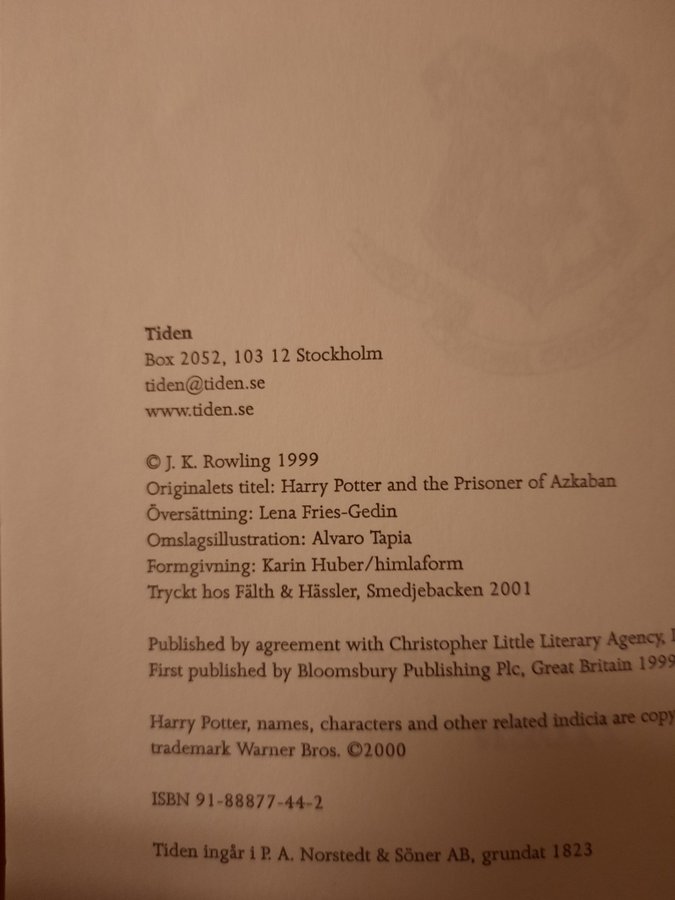 Tiden
Box 2052, 103 12 Stockholm
tiden@tiden.se
www.tiden.se
© J. K. Rowling 1999
Originalets titel: Harry Potter and the Prisoner of Azkaban
Översättning: Lena Fries-Gedin
Omslagsillustration: Alvaro Tapia
Formgivning: Karin Huber/himlaform
Tryckt hos Fälth & Hässler, Smedjebacken 2001
Published by agreement with Christopher Little Literary Agency,
First published by Bloomsbury Publishing Plc, Great Britain 1999
Harry Potter, names, characters and other related indicia are copy
trademark Warner Bros. ©2000
ISBN 91-88877-44-2
Tiden ingår i P. A. Norstedt & Söner AB, grundat 1823